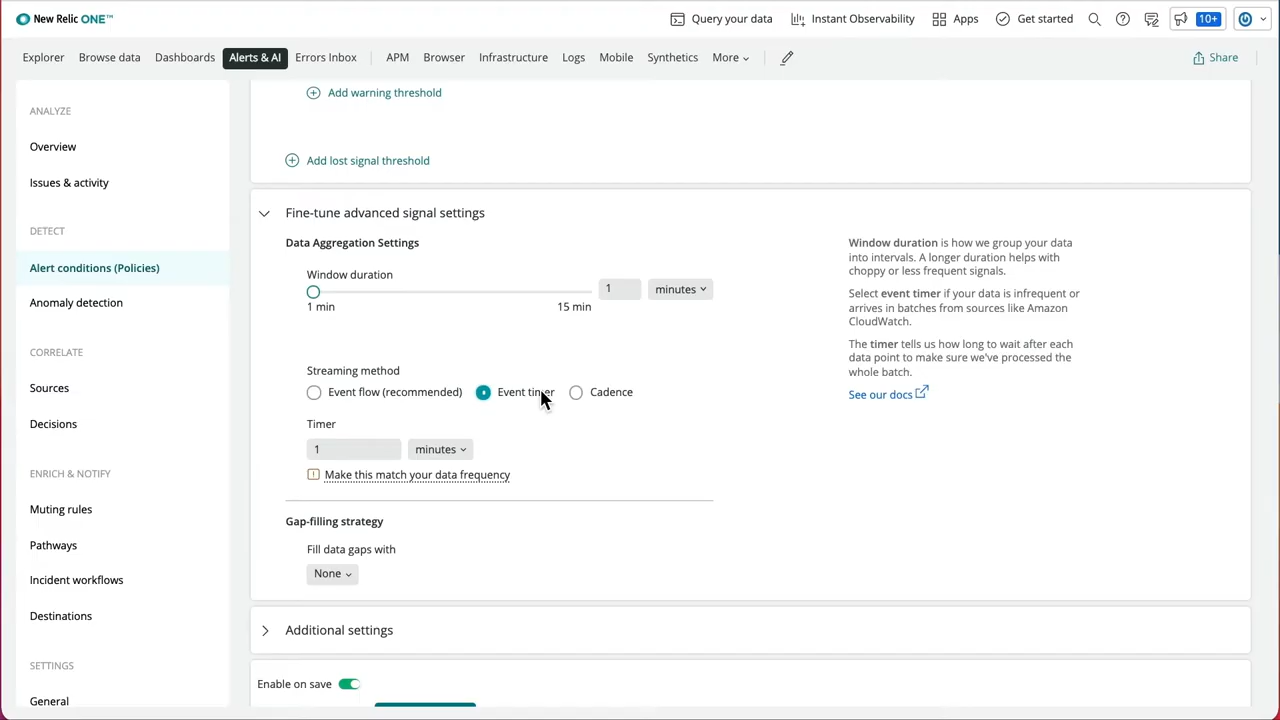 New Relic ONE™
Query your data
Instant Observability
Apps
Get started
10+
Explorer
Browse data
Dashboards
Alerts & AI
Errors Inbox
APM
Browser
Infrastructure
Logs
Mobile
Synthetics
More
Share
ANALYZE
Overview
Issues & activity
DETECT
Alert conditions (Policies)
Anomaly detection
CORRELATE
Sources
Decisions
ENRICH & NOTIFY
Muting rules
Pathways
Incident workflows
Destinations
SETTINGS
General
Add warning threshold
Add lost signal threshold
Fine-tune advanced signal settings
Data Aggregation Settings
Window duration
1 minutes
1 min 15 min
Streaming method
Event flow (recommended) Event timer Cadence
Timer
1 minutes
Make this match your data frequency
Gap-filling strategy
Fill data gaps with
None
Window duration is how we group your data
into intervals. A longer duration helps with
choppy or less frequent signals.
Select event timer if your data is infrequent or
arrives in batches from sources like Amazon
CloudWatch.
The timer tells us how long to wait after each
data point to make sure we've processed the
whole batch.
See our docs
Additional settings
Enable on save